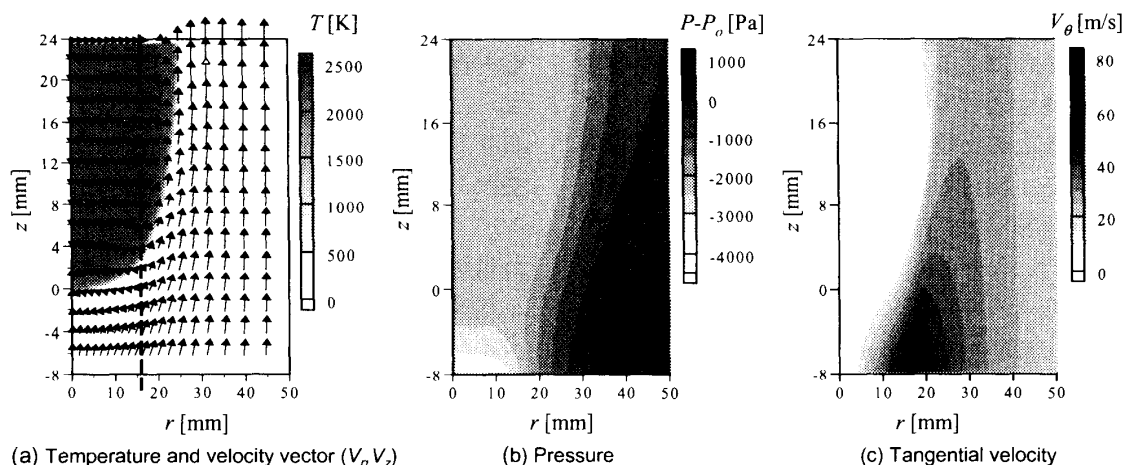 T [K]
24
20
16
12
8
4
0
-4
-8
z [mm]
2500
2000
1500
1000
500
0
0 10 20 30 40 50
r [mm]
(a) Temperature and velocity vector (V_r, V_z)
P-P_o [Pa]
24
16
8
0
-8
z [mm]
1000
0
-1000
-2000
-3000
-4000
0 10 20 30 40 50
r [mm]
(b) Pressure
V_θ [m/s]
24
16
8
0
-8
z [mm]
80
60
40
20
0
0 10 20 30 40 50
r [mm]
(c) Tangential velocity